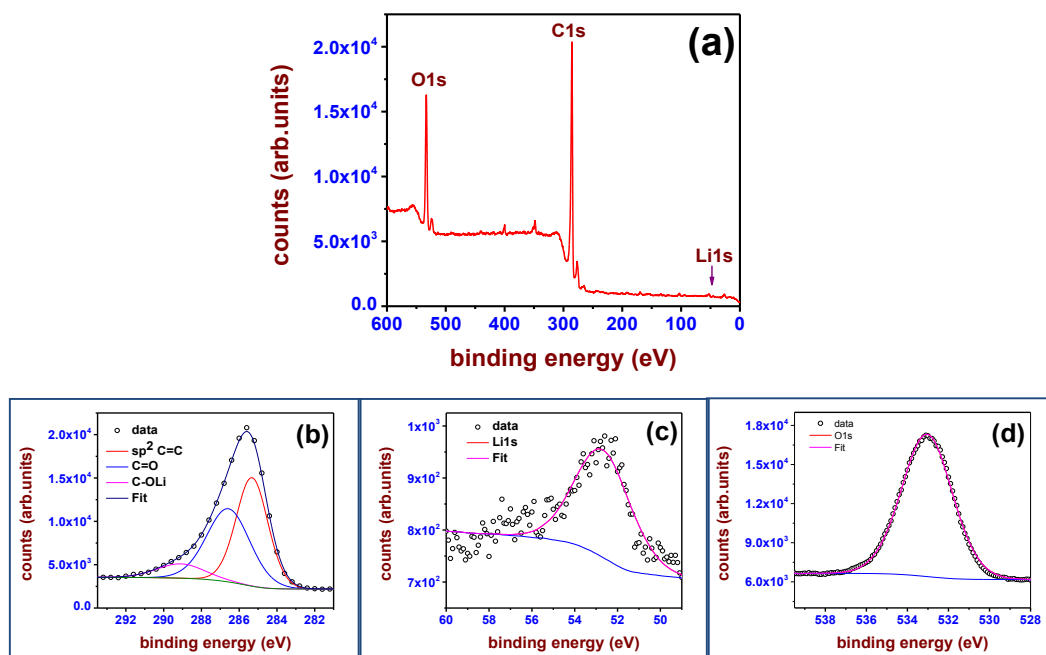 (a)
C1s
O1s
Li1s
2.0x10⁴
1.5x10⁴
1.0x10⁴
5.0x10³
0.0
counts (arb.units)
600 500 400 300 200 100 0
binding energy (eV)
(b)
data
sp² C=C
C=O
C-OLi
Fit
2.0x10⁴
1.5x10⁴
1.0x10⁴
5.0x10³
0.0
counts (arb.units)
292 290 288 286 284 282
binding energy (eV)
(c)
data
Li1s
Fit
1x10³
9x10²
8x10²
7x10²
counts (arb.units)
60 58 56 54 52 50
binding energy (eV)
(d)
data
O1s
Fit
1.8x10⁴
1.5x10⁴
1.2x10⁴
9.0x10³
6.0x10³
counts (arb.units)
538 536 534 532 530 528
binding energy (eV)